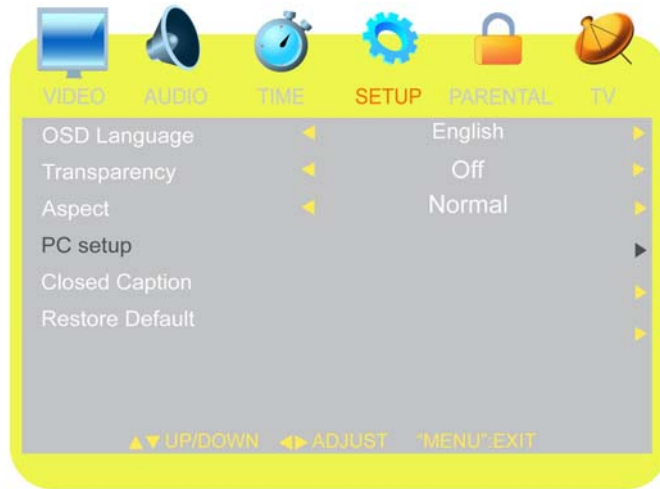 VIDEO AUDIO TIME SETUP PARENTAL TV
OSD Language English
Transparency Off
Aspect Normal
PC setup
Closed Caption
Restore Default
▲▼ UP/DOWN ◀▶ ADJUST "MENU":EXIT